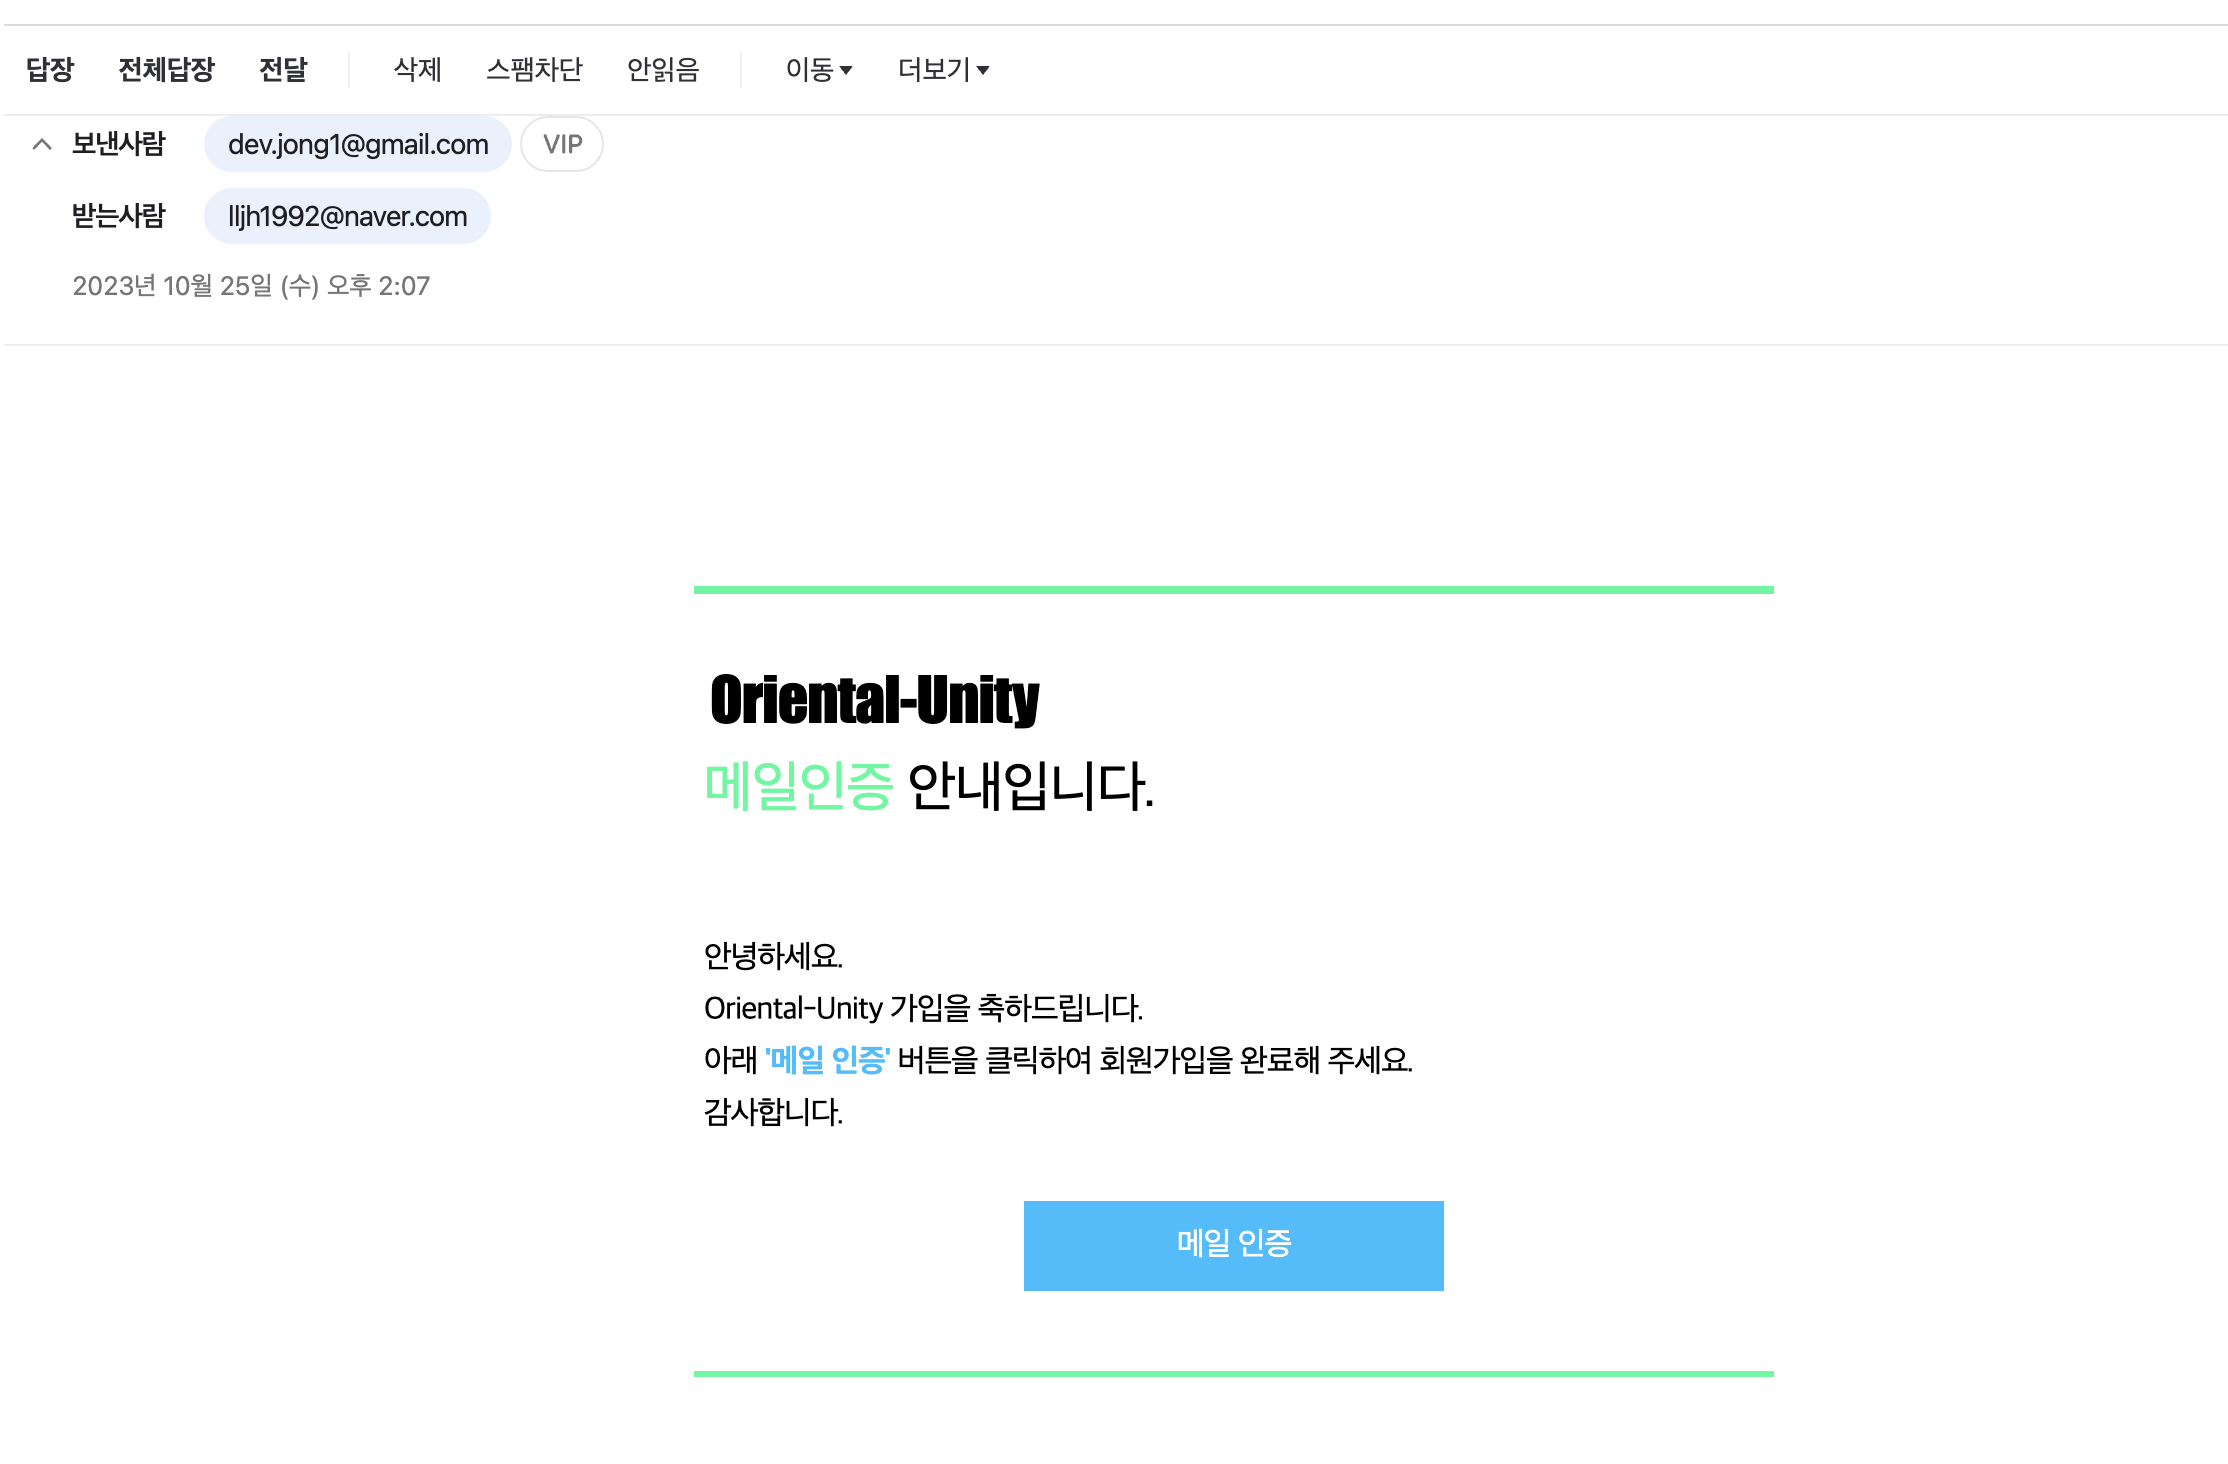 답장 전체답장 전달 삭제 스팸차단 안읽음 이동 더보기
보낸사람 dev.jong1@gmail.com VIP
받는사람 lljh1992@naver.com
2023년 10월 25일 (수) 오후 2:07
Oriental-Unity
메일인증 안내입니다.
안녕하세요.
Oriental-Unity 가입을 축하드립니다.
아래 '메일 인증' 버튼을 클릭하여 회원가입을 완료해 주세요.
감사합니다.
메일 인증